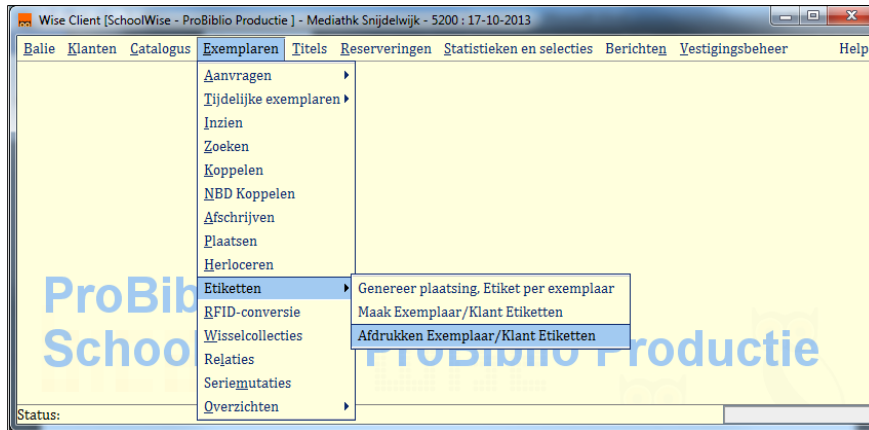 Wise Client [SchoolWise - ProBiblio Productie ] - Mediathk Snijdelwijk - 5200 : 17-10-2013
Balie Klanten Catalogus Exemplaren Titels Reserveringen Statistieken en selecties Berichten Vestigingsbeheer Help
Aanvragen
Tijdelijke exemplaren
Inzien
Zoeken
Koppelen
NBD Koppelen
Afschrijven
Plaatsen
Herloceren
Etiketten
Genereer plaatsing, Etiket per exemplaar
RFID-conversie
Maak Exemplaar/Klant Etiketten
Wisselcollecties
Afdrukken Exemplaar/Klant Etiketten
Relaties
Seriemutaties
Overzichten
ProBib
School ProBiblio Productie
Status: